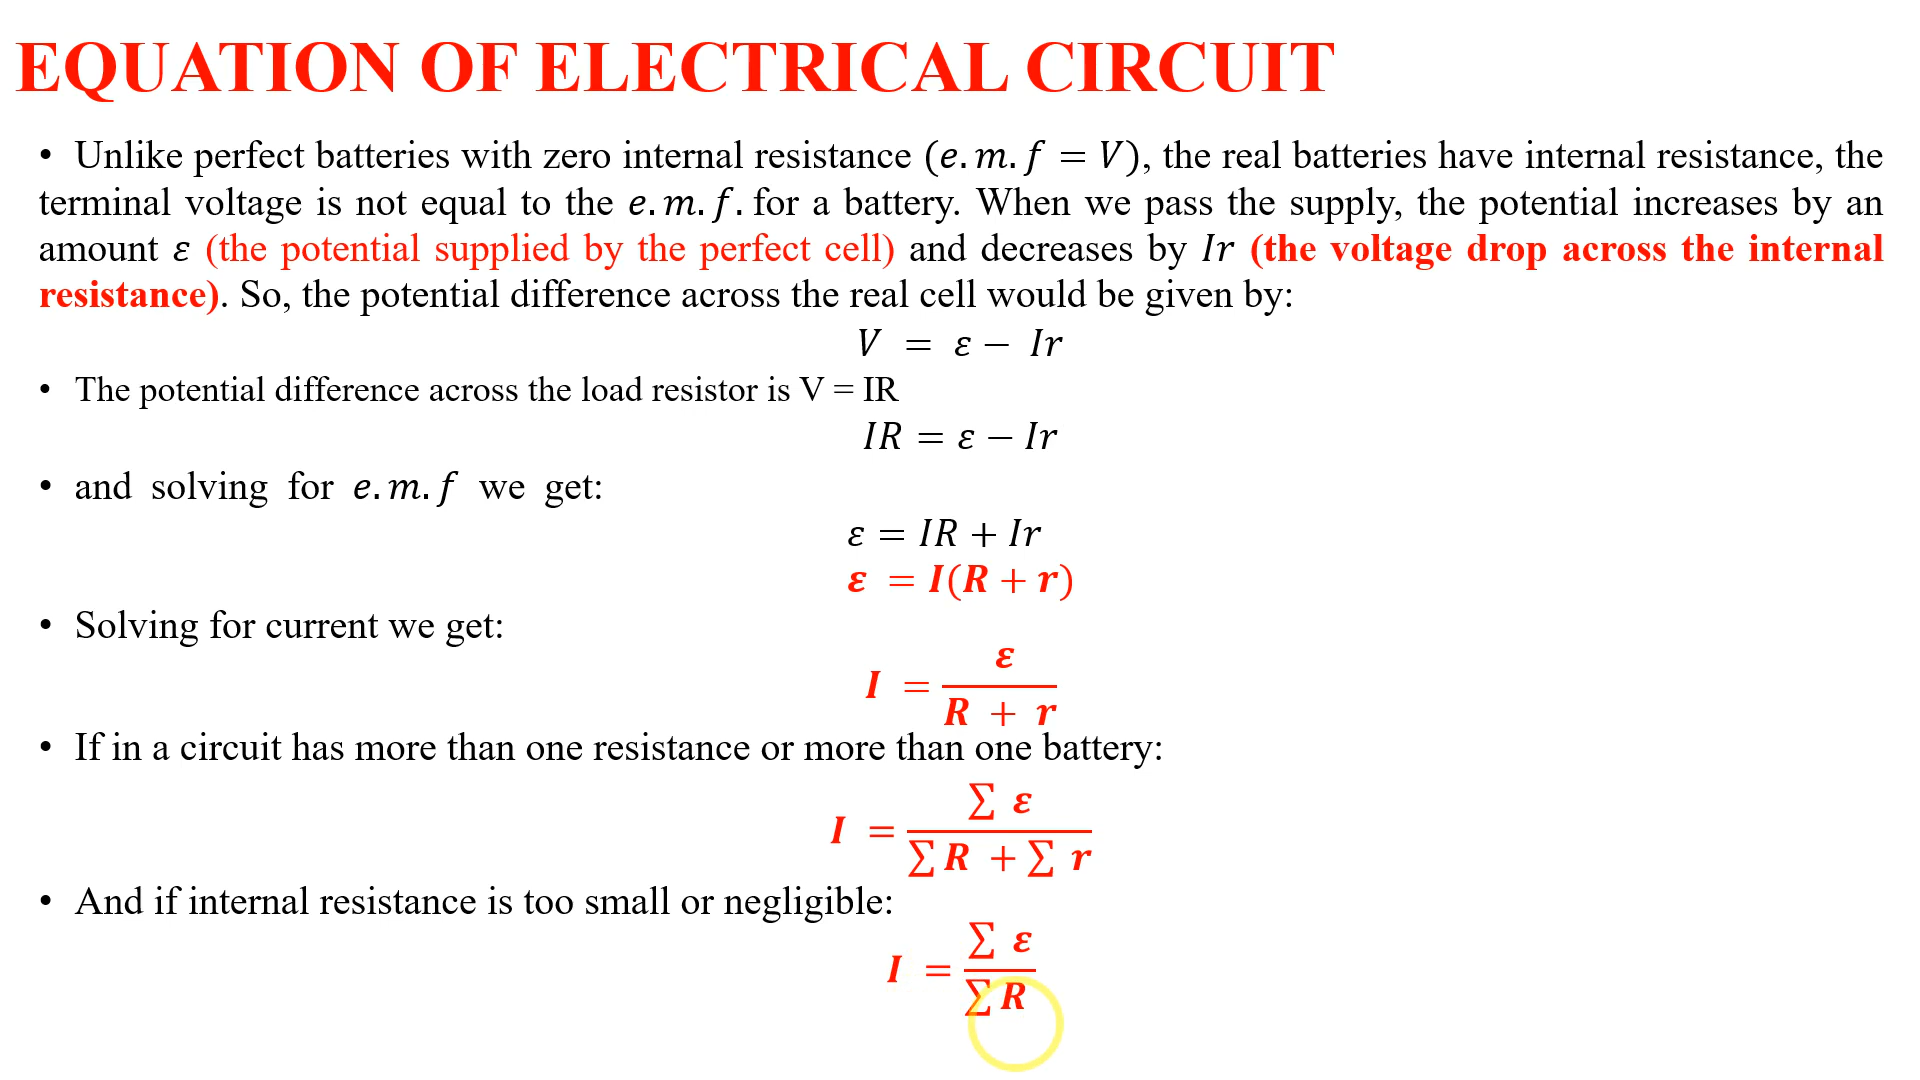 EQUATION OF ELECTRICAL CIRCUIT
• Unlike perfect batteries with zero internal resistance (e.m.f = V), the real batteries have internal resistance, the
terminal voltage is not equal to the e.m.f. for a battery. When we pass the supply, the potential increases by an
amount ε (the potential supplied by the perfect cell) and decreases by Ir (the voltage drop across the internal
resistance). So, the potential difference across the real cell would be given by:
V = ε − Ir
• The potential difference across the load resistor is V = IR
IR = ε − Ir
• and solving for e.m.f we get:
ε = IR + Ir
ε = I(R + r)
• Solving for current we get:
I = ε / (R + r)
• If in a circuit has more than one resistance or more than one battery:
I = ∑ ε / (∑ R + ∑ r)
• And if internal resistance is too small or negligible:
I = ∑ ε / ∑ R